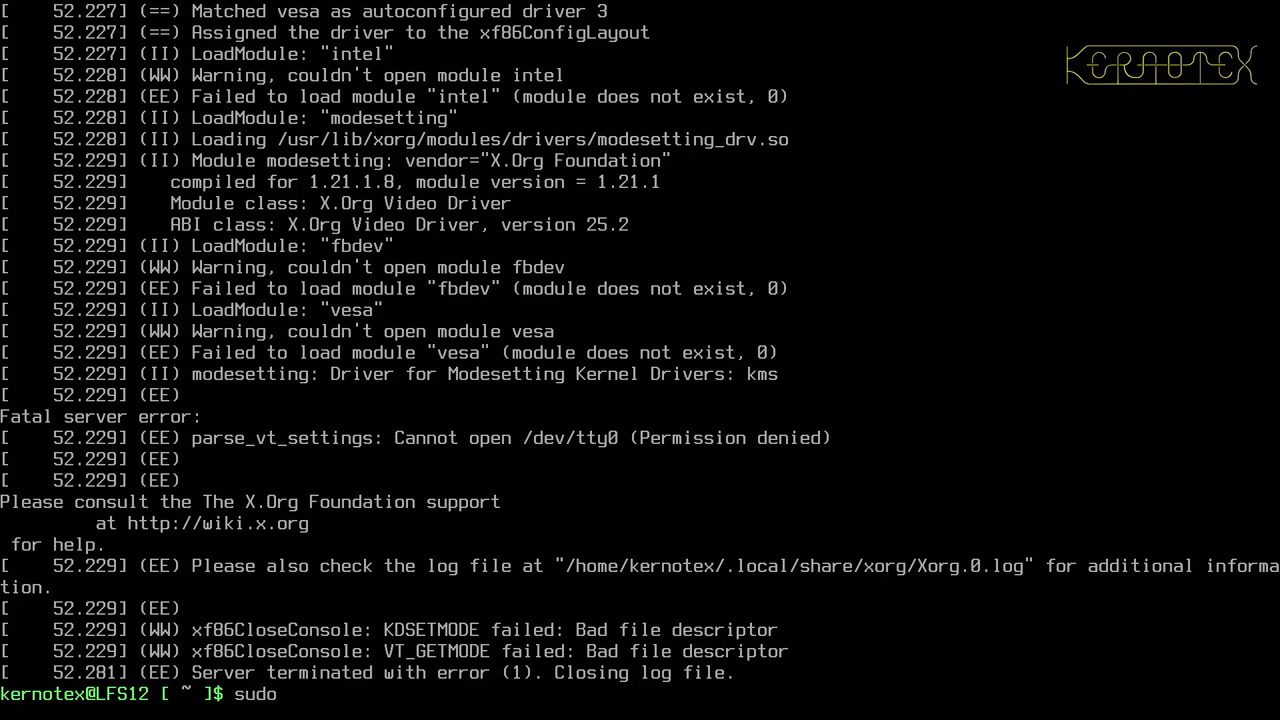 [    52.227] (==) Matched vesa as autoconfigured driver 3
[    52.227] (==) Assigned the driver to the xf86ConfigLayout
[    52.227] (II) LoadModule: "intel"
[    52.228] (WW) Warning, couldn't open module intel
[    52.228] (EE) Failed to load module "intel" (module does not exist, 0)
[    52.228] (II) LoadModule: "modesetting"
[    52.228] (II) Loading /usr/lib/xorg/modules/drivers/modesetting_drv.so
[    52.229] (II) Module modesetting: vendor="X.Org Foundation"
[    52.229]    compiled for 1.21.1.8, module version = 1.21.1
[    52.229]    Module class: X.Org Video Driver
[    52.229]    ABI class: X.Org Video Driver, version 25.2
[    52.229] (II) LoadModule: "fbdev"
[    52.229] (WW) Warning, couldn't open module fbdev
[    52.229] (EE) Failed to load module "fbdev" (module does not exist, 0)
[    52.229] (II) LoadModule: "vesa"
[    52.229] (WW) Warning, couldn't open module vesa
[    52.229] (EE) Failed to load module "vesa" (module does not exist, 0)
[    52.229] (II) modesetting: Driver for Modesetting Kernel Drivers: kms
[    52.229] (EE)
Fatal server error:
[    52.229] (EE) parse_vt_settings: Cannot open /dev/tty0 (Permission denied)
[    52.229] (EE)
[    52.229] (EE)
Please consult the The X.Org Foundation support
         at http://wiki.x.org
 for help.
[    52.229] (EE) Please also check the log file at "/home/kernotex/.local/share/xorg/Xorg.0.log" for additional informa
tion.
[    52.229] (EE)
[    52.229] (WW) xf86CloseConsole: KDSETMODE failed: Bad file descriptor
[    52.229] (WW) xf86CloseConsole: VT_GETMODE failed: Bad file descriptor
[    52.281] (EE) Server terminated with error (1). Closing log file.
kernotex@LFS12 [ ~ ]$ sudo
KERNOTEX